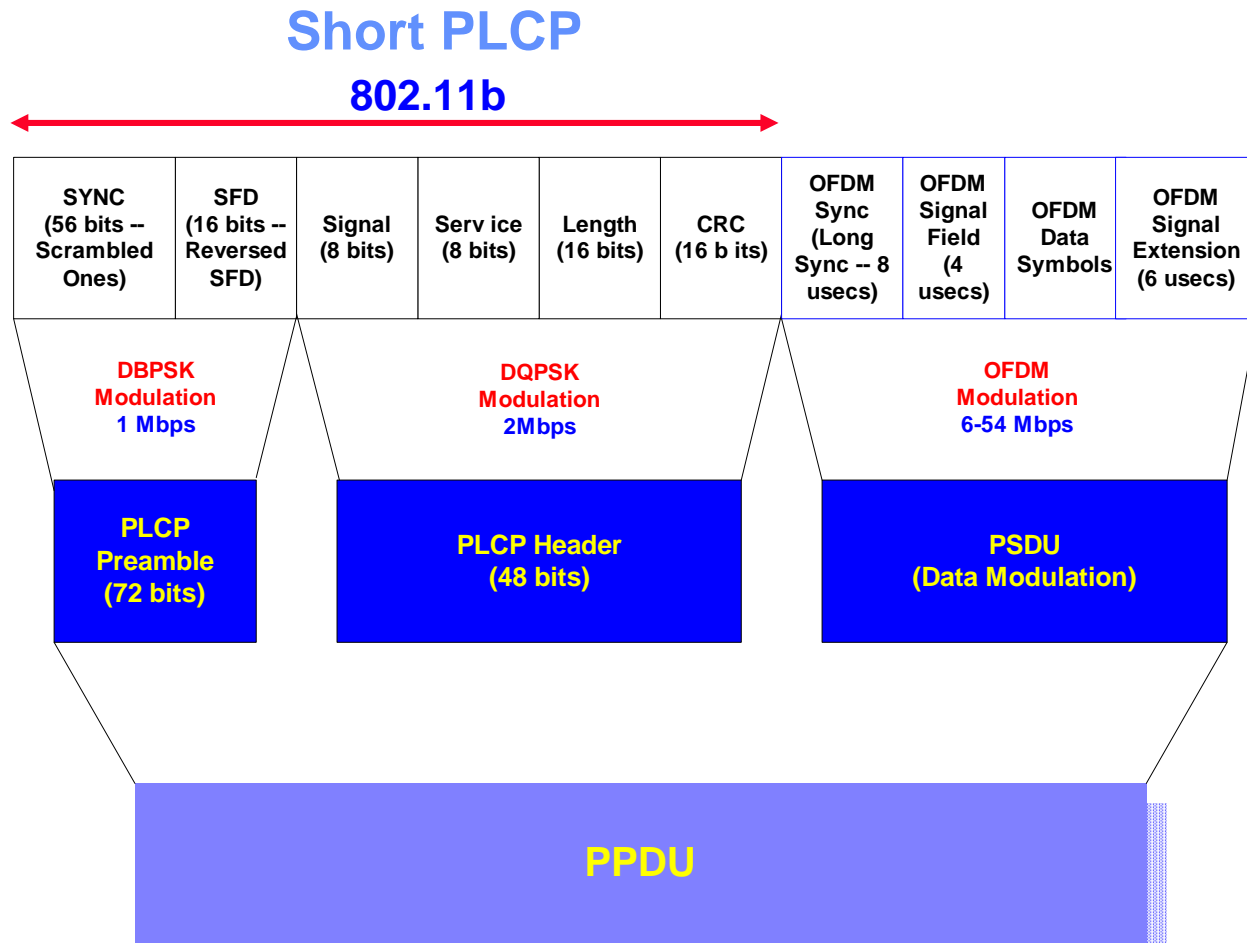 Short PLCP
802.11b
SYNC
(56 bits --
Scrambled
Ones)
SFD
(16 bits --
Reversed
SFD)
Signal
(8 bits)
Serv ice
(8 bits)
Length
(16 bits)
CRC
(16 b its)
OFDM
Sync
(Long
Sync -- 8
usecs)
OFDM
Signal
Field
(4
usecs)
OFDM
Data
Symbols
OFDM
Signal
Extension
(6 usecs)
DBPSK
Modulation
1 Mbps
DQPSK
Modulation
2Mbps
OFDM
Modulation
6-54 Mbps
PLCP
Preamble
(72 bits)
PLCP Header
(48 bits)
PSDU
(Data Modulation)
PPDU